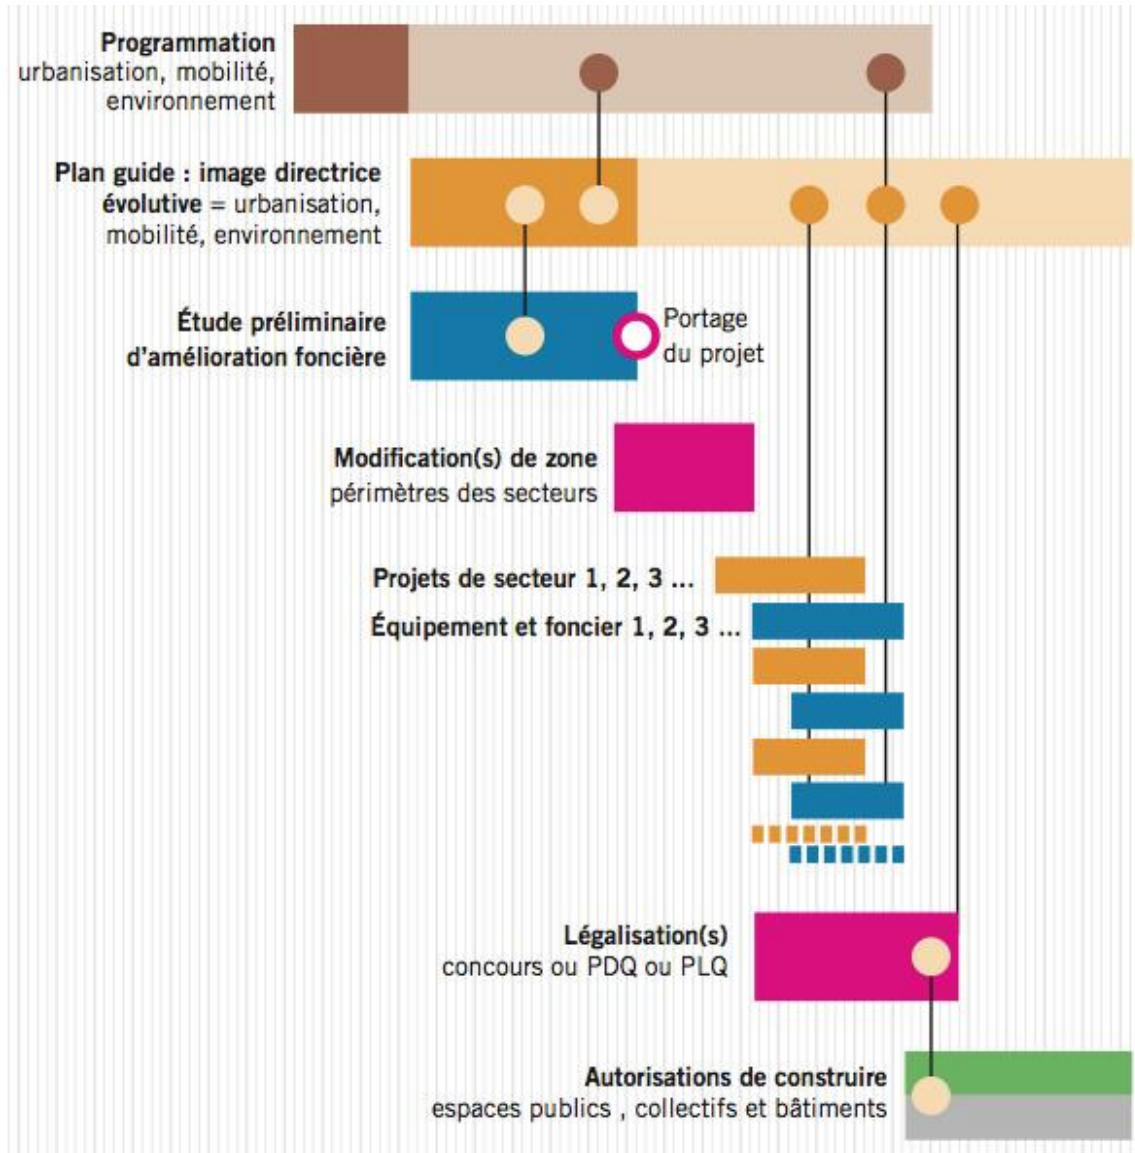 Programmation
urbanisation, mobilité,
environnement
Plan guide : image directrice
évolutive = urbanisation,
mobilité, environnement
Étude préliminaire
d'amélioration foncière
Portage
du projet
Modification(s) de zone
périmètres des secteurs
Projets de secteur 1, 2, 3 ...
Équipement et foncier 1, 2, 3 ...
Légalisation(s)
concours ou PDQ ou PLQ
Autorisations de construire
espaces publics , collectifs et bâtiments